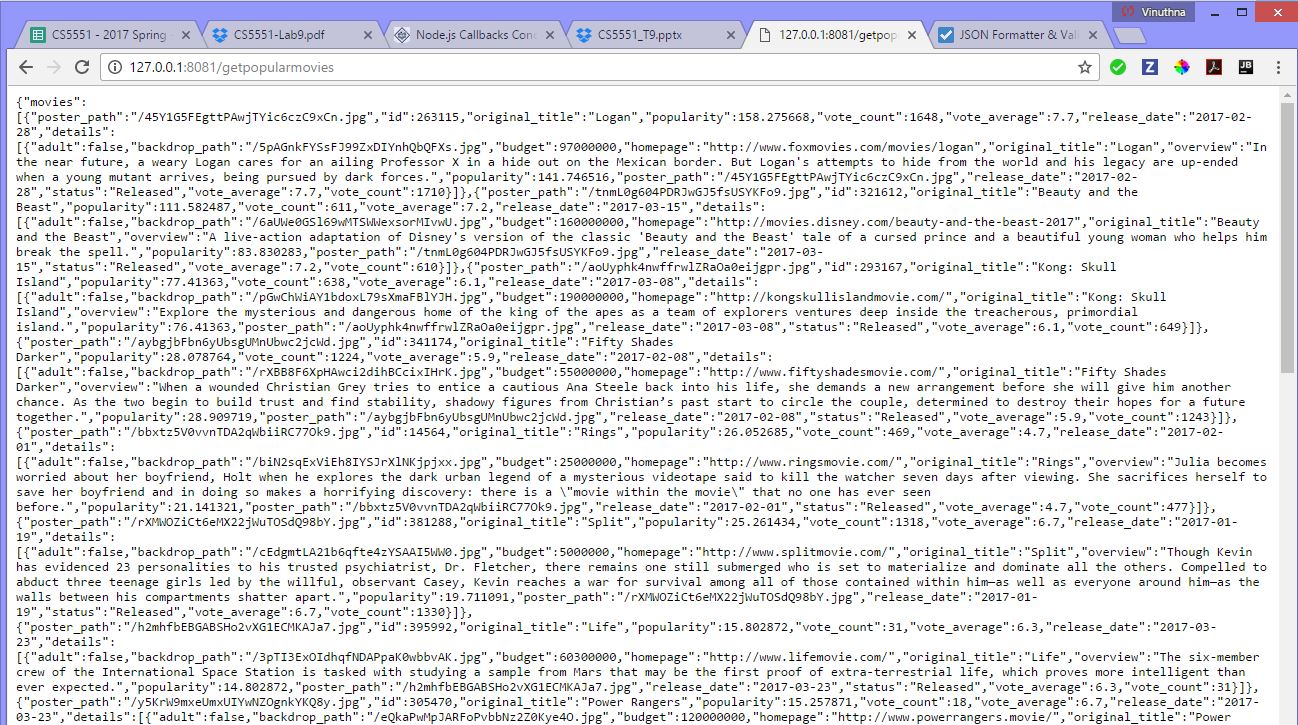 Vinuthna
CS5551 - 2017 Spring -
CS5551-Lab9.pdf
Node.js Callbacks Conc
CS5551_T9.pptx
127.0.0.1:8081/getpop
JSON Formatter & Vali
127.0.0.1:8081/getpopularmovies
{"movies":
[{"poster_path":"/45Y1G5FEgttPAwjTYic6czC9xCn.jpg","id":263115,"original_title":"Logan","popularity":158.275668,"vote_count":1648,"vote_average":7.7,"release_date":"2017-02-
28","details":
[{"adult":false,"backdrop_path":"/5pAGnkFYSsFJ99ZxDIYnhQbQFXs.jpg","budget":97000000,"homepage":"http://www.foxmovies.com/movies/logan","original_title":"Logan","overview":"In
the near future, a weary Logan cares for an ailing Professor X in a hide out on the Mexican border. But Logan's attempts to hide from the world and his legacy are up-ended
when a young mutant arrives, being pursued by dark forces.","popularity":141.746516,"poster_path":"/45Y1G5FEgttPAwjTYic6czC9xCn.jpg","release_date":"2017-02-
28","status":"Released","vote_average":7.7,"vote_count":1710}]},{"poster_path":"/tnmL0g604PDRJwGJ5fsUSYKFo9.jpg","id":321612,"original_title":"Beauty and the
Beast","popularity":111.582487,"vote_count":611,"vote_average":7.2,"release_date":"2017-03-15","details":
[{"adult":false,"backdrop_path":"/6aUWe0GSl69wMTSWWexsorMIvwU.jpg","budget":160000000,"homepage":"http://movies.disney.com/beauty-and-the-beast-2017","original_title":"Beauty
and the Beast","overview":"A live-action adaptation of Disney's version of the classic 'Beauty and the Beast' tale of a cursed prince and a beautiful young woman who helps him
break the spell.","popularity":83.830283,"poster_path":"/tnmL0g604PDRJwGJ5fsUSYKFo9.jpg","release_date":"2017-03-
15","status":"Released","vote_average":7.2,"vote_count":610}]},{"poster_path":"/aoUyphk4nwffrwlZRaOa0eijgpr.jpg","id":293167,"original_title":"Kong: Skull
Island","popularity":77.41363,"vote_count":638,"vote_average":6.1,"release_date":"2017-03-08","details":
[{"adult":false,"backdrop_path":"/pGwChWiAY1bdoxL79sXmaFBlYJH.jpg","budget":190000000,"homepage":"http://kongskullislandmovie.com/","original_title":"Kong: Skull
Island","overview":"Explore the mysterious and dangerous home of the king of the apes as a team of explorers ventures deep inside the treacherous, primordial
island.","popularity":76.41363,"poster_path":"/aoUyphk4nwffrwlZRaOa0eijgpr.jpg","release_date":"2017-03-08","status":"Released","vote_average":6.1,"vote_count":649}]},
{"poster_path":"/aybgjbFbn6yUbsgUMnUbwc2jcWd.jpg","id":341174,"original_title":"Fifty Shades
Darker","popularity":28.078764,"vote_count":1224,"vote_average":5.9,"release_date":"2017-02-08","details":
[{"adult":false,"backdrop_path":"/rXBB8F6XpHAwci2dihBCcixIHrK.jpg","budget":55000000,"homepage":"http://www.fiftyshadesmovie.com/","original_title":"Fifty Shades
Darker","overview":"When a wounded Christian Grey tries to entice a cautious Ana Steele back into his life, she demands a new arrangement before she will give him another
chance. As the two begin to build trust and find stability, shadowy figures from Christian’s past start to circle the couple, determined to destroy their hopes for a future
together.","popularity":28.909719,"poster_path":"/aybgjbFbn6yUbsgUMnUbwc2jcWd.jpg","release_date":"2017-02-08","status":"Released","vote_average":5.9,"vote_count":1243}]},
{"poster_path":"/bbxtz5V0vvnTDA2qWbiiRC77Ok9.jpg","id":14564,"original_title":"Rings","popularity":26.052685,"vote_count":469,"vote_average":4.7,"release_date":"2017-02-
01","details":
[{"adult":false,"backdrop_path":"/biN2sqExViEh8IYSJrXlNKjpjxx.jpg","budget":25000000,"homepage":"http://www.ringsmovie.com/","original_title":"Rings","overview":"Julia becomes
worried about her boyfriend, Holt when he explores the dark urban legend of a mysterious videotape said to kill the watcher seven days after viewing. She sacrifices herself to
save her boyfriend and in doing so makes a horrifying discovery: there is a \"movie within the movie\" that no one has ever seen
before.","popularity":21.141321,"poster_path":"/bbxtz5V0vvnTDA2qWbiiRC77Ok9.jpg","release_date":"2017-02-01","status":"Released","vote_average":4.7,"vote_count":477}]},
{"poster_path":"/rXMWOZiCt6eMX22jWuTOSdQ98bY.jpg","id":381288,"original_title":"Split","popularity":25.261434,"vote_count":1318,"vote_average":6.7,"release_date":"2017-01-
19","details":
[{"adult":false,"backdrop_path":"/cEdgmtLA21b6qfte4zYSAAI5WW0.jpg","budget":5000000,"homepage":"http://www.splitmovie.com/","original_title":"Split","overview":"Though Kevin
has evidenced 23 personalities to his trusted psychiatrist, Dr. Fletcher, there remains one still submerged who is set to materialize and dominate all the others. Compelled to
abduct three teenage girls led by the willful, observant Casey, Kevin reaches a war for survival among all of those contained within him—as well as everyone around him—as the
walls between his compartments shatter apart.","popularity":19.711091,"poster_path":"/rXMWOZiCt6eMX22jWuTOSdQ98bY.jpg","release_date":"2017-01-
19","status":"Released","vote_average":6.7,"vote_count":1330}]},
{"poster_path":"/h2mhfbEBGABSHo2vXG1ECMKAJa7.jpg","id":395992,"original_title":"Life","popularity":15.802872,"vote_count":31,"vote_average":6.3,"release_date":"2017-03-
23","details":
[{"adult":false,"backdrop_path":"/3pTI3ExOIdhqfNDAPpaK0wbbvAK.jpg","budget":60300000,"homepage":"http://www.lifemovie.com/","original_title":"Life","overview":"The six-member
crew of the International Space Station is tasked with studying a sample from Mars that may be the first proof of extra-terrestrial life, which proves more intelligent than
ever expected.","popularity":14.802872,"poster_path":"/h2mhfbEBGABSHo2vXG1ECMKAJa7.jpg","release_date":"2017-03-23","status":"Released","vote_average":6.3,"vote_count":31}]},
{"poster_path":"/y5KrW9mxeUmxUIYwNZOgnkYKQ8y.jpg","id":305470,"original_title":"Power Rangers","popularity":15.257871,"vote_count":18,"vote_average":6.7,"release_date":"2017-
03-23","details":[{"adult":false,"backdrop_path":"/eQkaPwMpJARFoPvbbNz2Z0Kye4O.jpg","budget":120000000,"homepage":"http://www.powerrangers.movie/","original_title":"Power